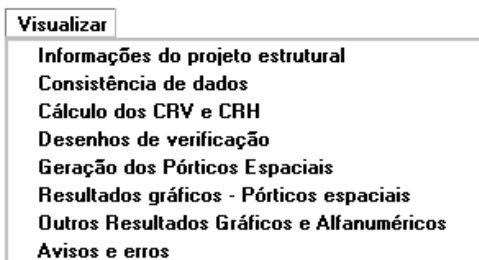 Visualizar
Informações do projeto estrutural
Consistência de dados
Cálculo dos CRV e CRH
Desenhos de verificação
Geração dos Pórticos Espaciais
Resultados gráficos - Pórticos espaciais
Outros Resultados Gráficos e Alfanuméricos
Avisos e erros